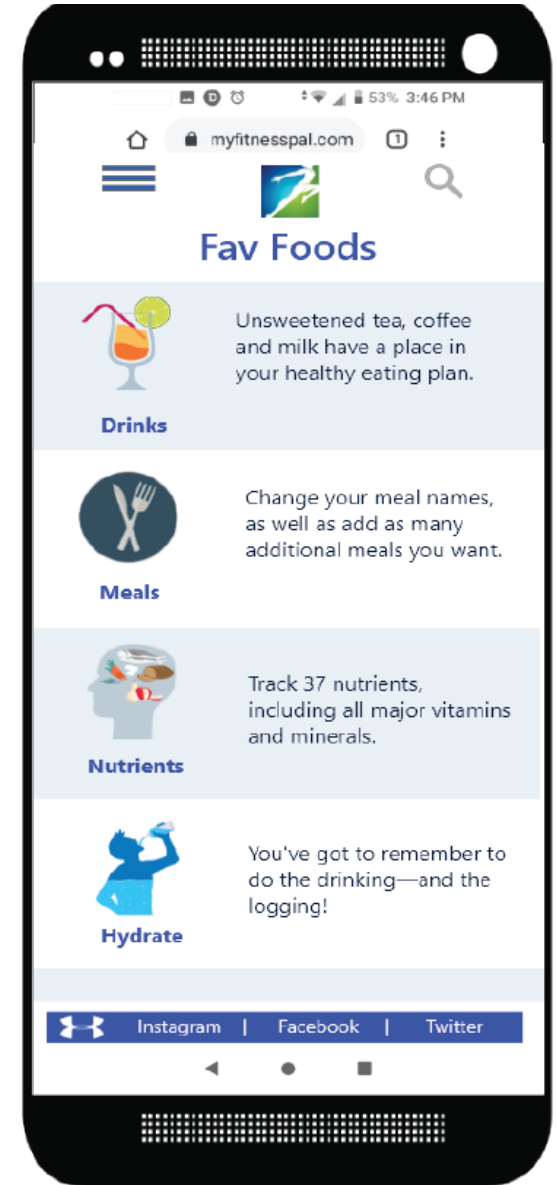 53% 3:46 PM
myfitnesspal.com 1
Fav Foods
Unsweetened tea, coffee
and milk have a place in
your healthy eating plan.
Drinks
Change your meal names,
as well as add as many
additional meals you want.
Meals
Track 37 nutrients,
including all major vitamins
and minerals.
Nutrients
You've got to remember to
do the drinking—and the
logging!
Hydrate
Instagram | Facebook | Twitter